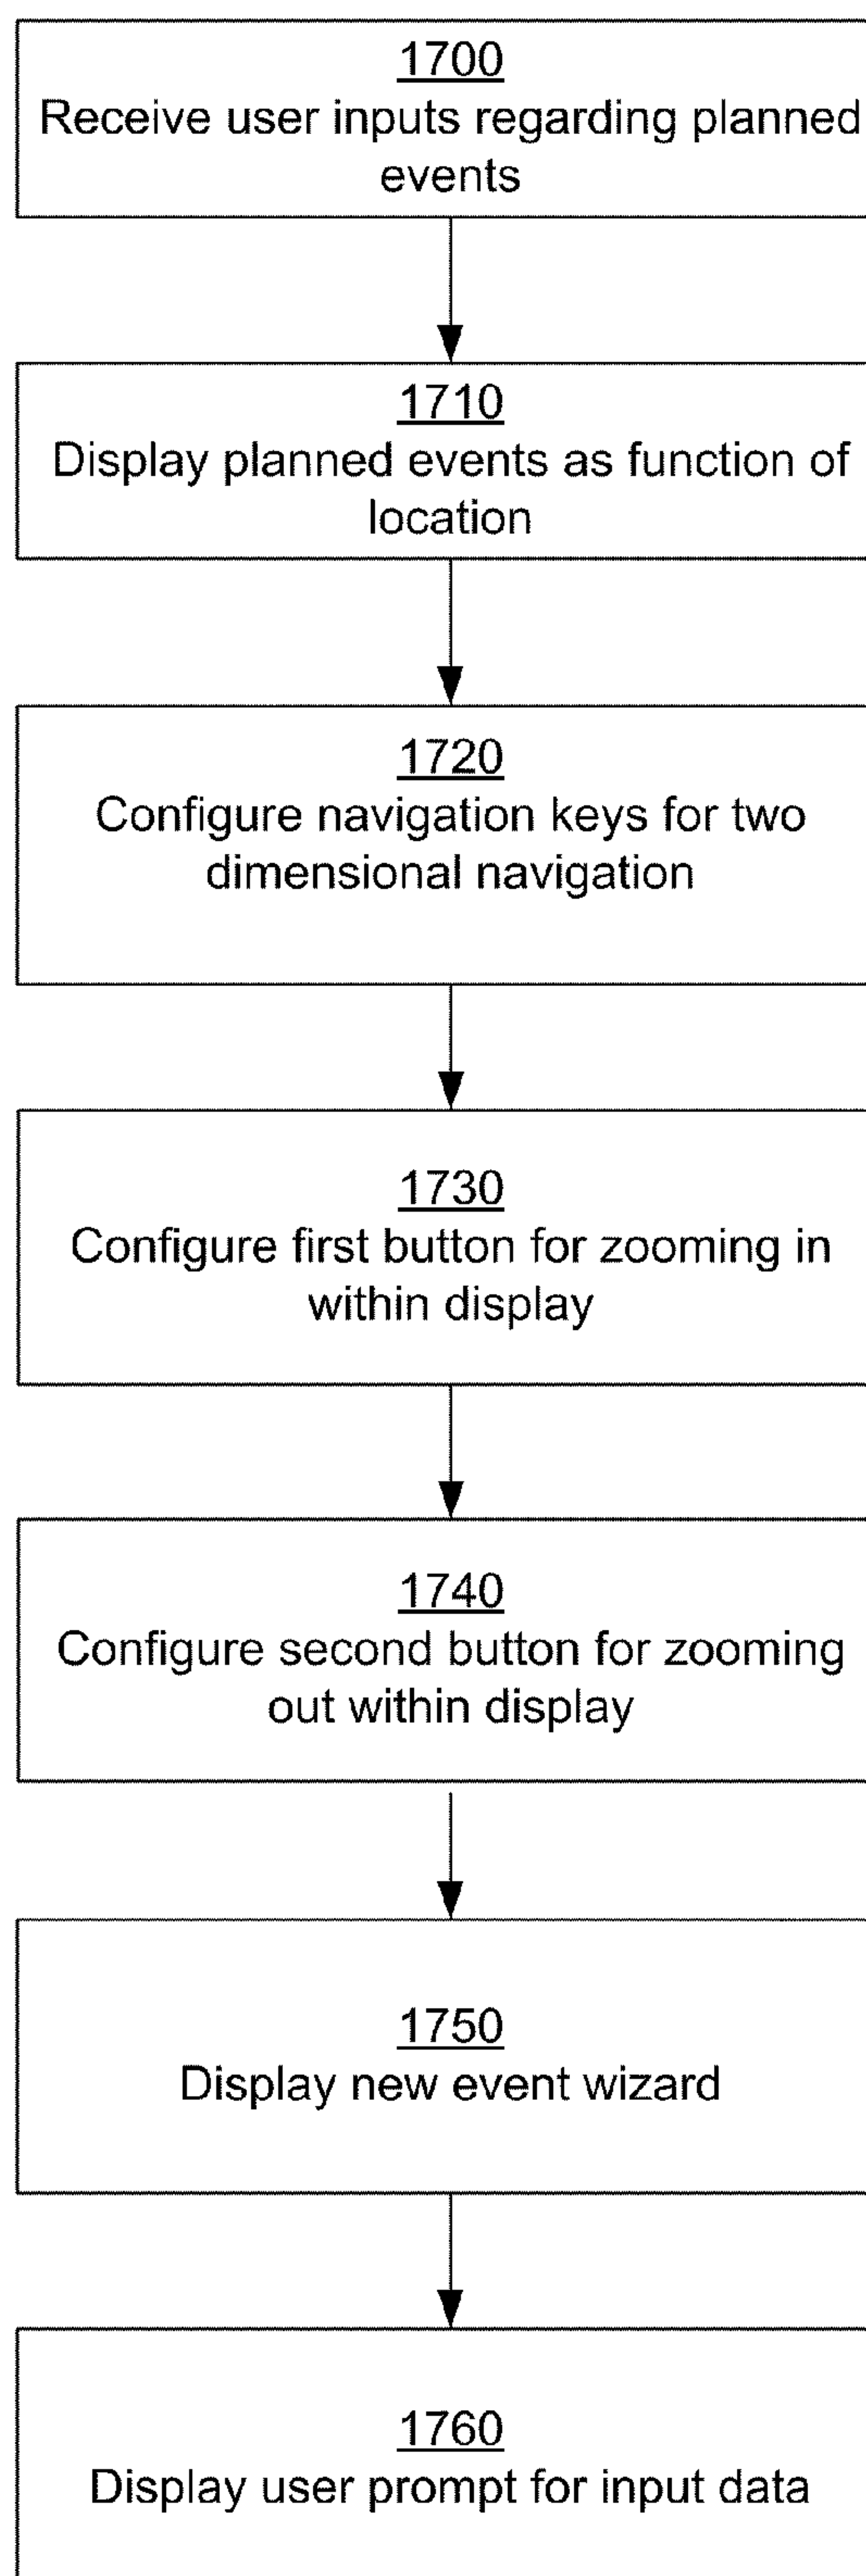 1700
Receive user inputs regarding planned
events
1710
Display planned events as function of
location
1720
Configure navigation keys for two
dimensional navigation
1730
Configure first button for zooming in
within display
1740
Configure second button for zooming
out within display
1750
Display new event wizard
1760
Display user prompt for input data